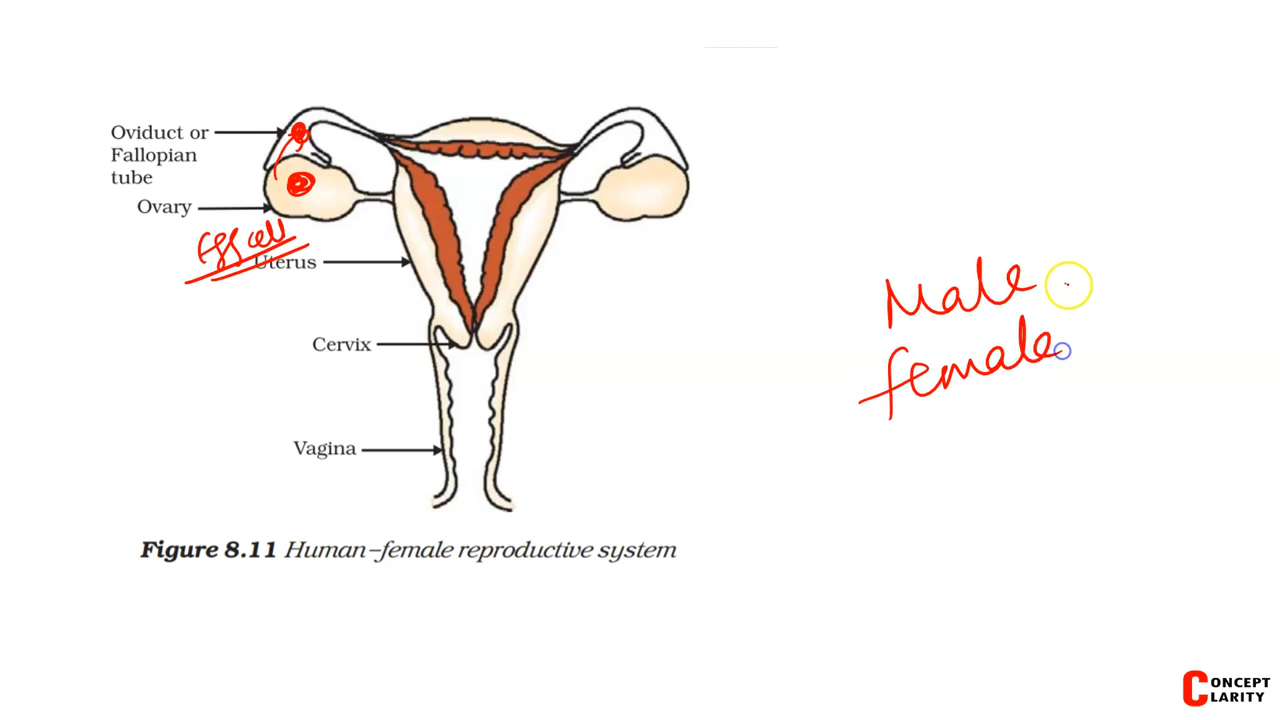 Oviduct or
Fallopian
tube
Ovary
Egg cell
Uterus
Cervix
Vagina
Figure 8.11 Human–female reproductive system
Male
female
CONCEPT
CLARITY